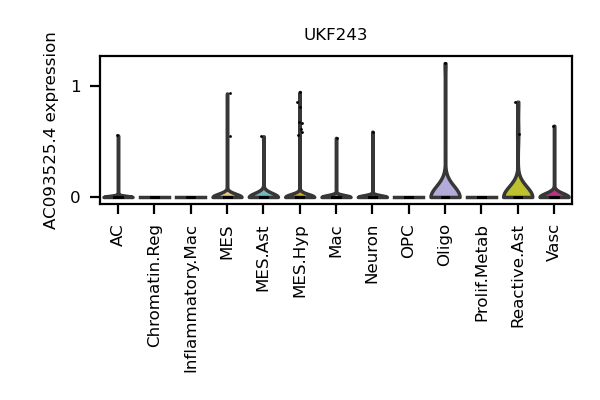 UKF243
AC093525.4 expression
1
0
AC
Chromatin.Reg
Inflammatory.Mac
MES
MES.Ast
MES.Hyp
Mac
Neuron
OPC
Oligo
Prolif.Metab
Reactive.Ast
Vasc